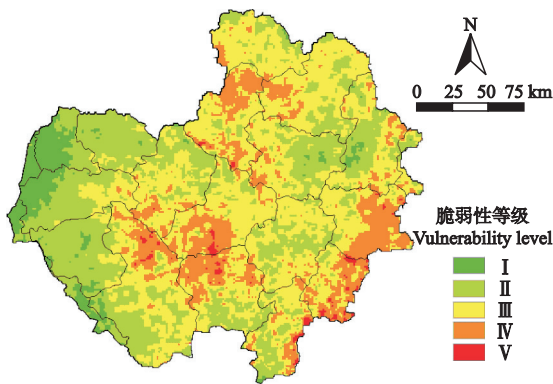 N
0 25 50 75 km
脆弱性等级
Vulnerability level
Ⅰ
Ⅱ
Ⅲ
Ⅳ
Ⅴ